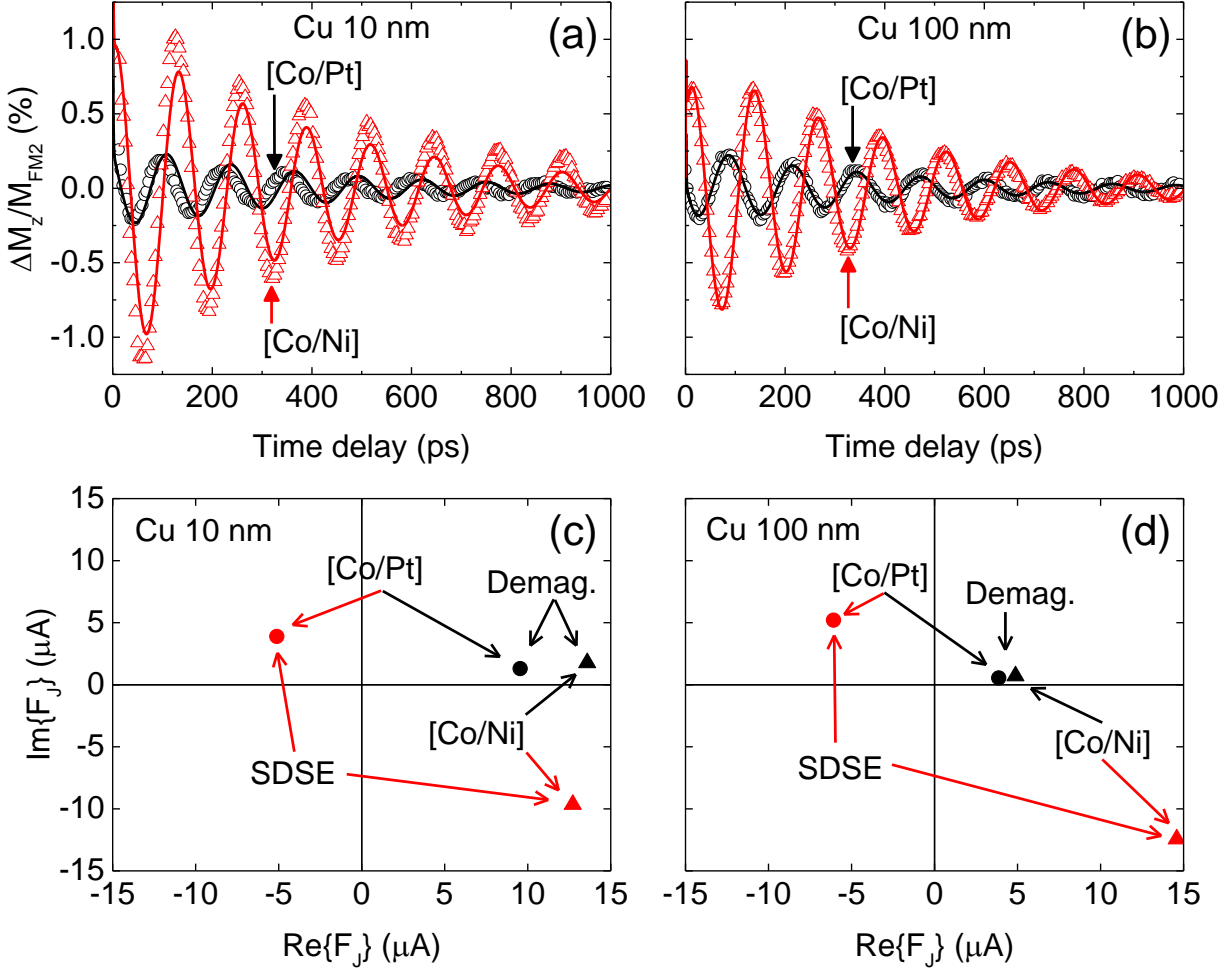 Cu 10 nm
(a)
[Co/Pt]
[Co/Ni]
1.0
0.5
0.0
-0.5
-1.0
ΔM_z/M_FM2 (%)
0 200 400 600 800 1000
Time delay (ps)
Cu 100 nm
(b)
[Co/Pt]
[Co/Ni]
0 200 400 600 800 1000
Time delay (ps)
Cu 10 nm
(c)
[Co/Pt]
Demag.
[Co/Ni]
SDSE
15
10
5
0
-5
-10
-15
Im{F_J} (μA)
-15 -10 -5 0 5 10 15
Re{F_J} (μA)
Cu 100 nm
(d)
[Co/Pt]
Demag.
[Co/Ni]
SDSE
-15 -10 -5 0 5 10 15
Re{F_J} (μA)